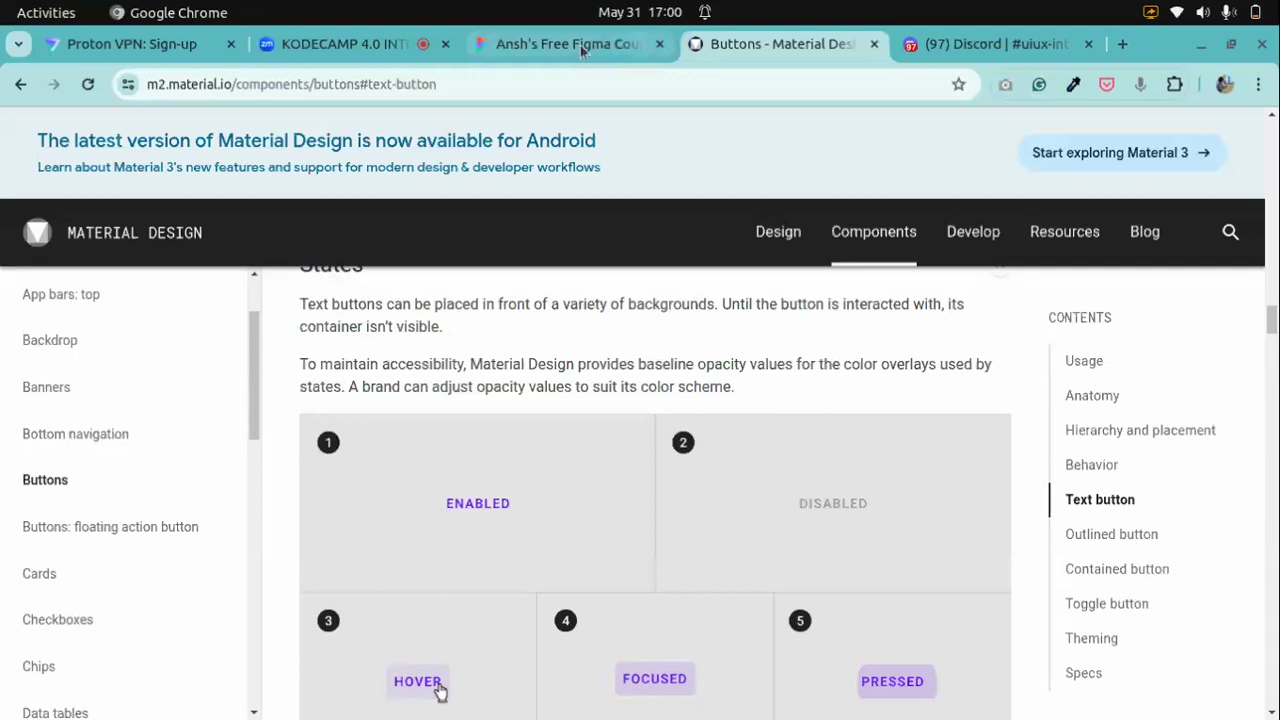 Activities
Google Chrome
May 31 17:00
Proton VPN: Sign-up
KODECAMP 4.0 INT
Ansh's Free Figma Cou
Buttons - Material Desi
(97) Discord | #uiux-int
m2.material.io/components/buttons#text-button
The latest version of Material Design is now available for Android
Learn about Material 3's new features and support for modern design & developer workflows
Start exploring Material 3 →
MATERIAL DESIGN
Design
Components
Develop
Resources
Blog
App bars: top
Backdrop
Banners
Bottom navigation
Buttons
Buttons: floating action button
Cards
Checkboxes
Chips
Data tables
States
Text buttons can be placed in front of a variety of backgrounds. Until the button is interacted with, its
container isn't visible.
To maintain accessibility, Material Design provides baseline opacity values for the color overlays used by
states. A brand can adjust opacity values to suit its color scheme.
1
ENABLED
2
DISABLED
3
HOVER
4
FOCUSED
5
PRESSED
CONTENTS
Usage
Anatomy
Hierarchy and placement
Behavior
Text button
Outlined button
Contained button
Toggle button
Theming
Specs